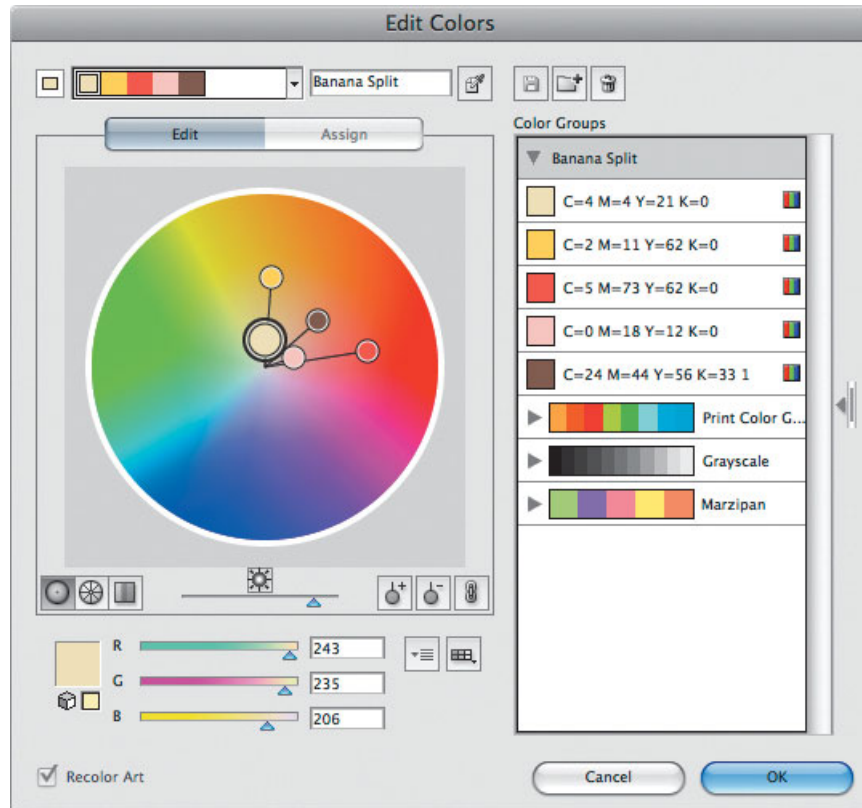 Edit Colors
Banana Split
Color Groups
Edit
Assign
Banana Split
C=4 M=4 Y=21 K=0
C=2 M=11 Y=62 K=0
C=5 M=73 Y=62 K=0
C=0 M=18 Y=12 K=0
C=24 M=44 Y=56 K=33 1
Print Color G...
Grayscale
Marzipan
R
243
G
235
B
206
Recolor Art
Cancel
OK